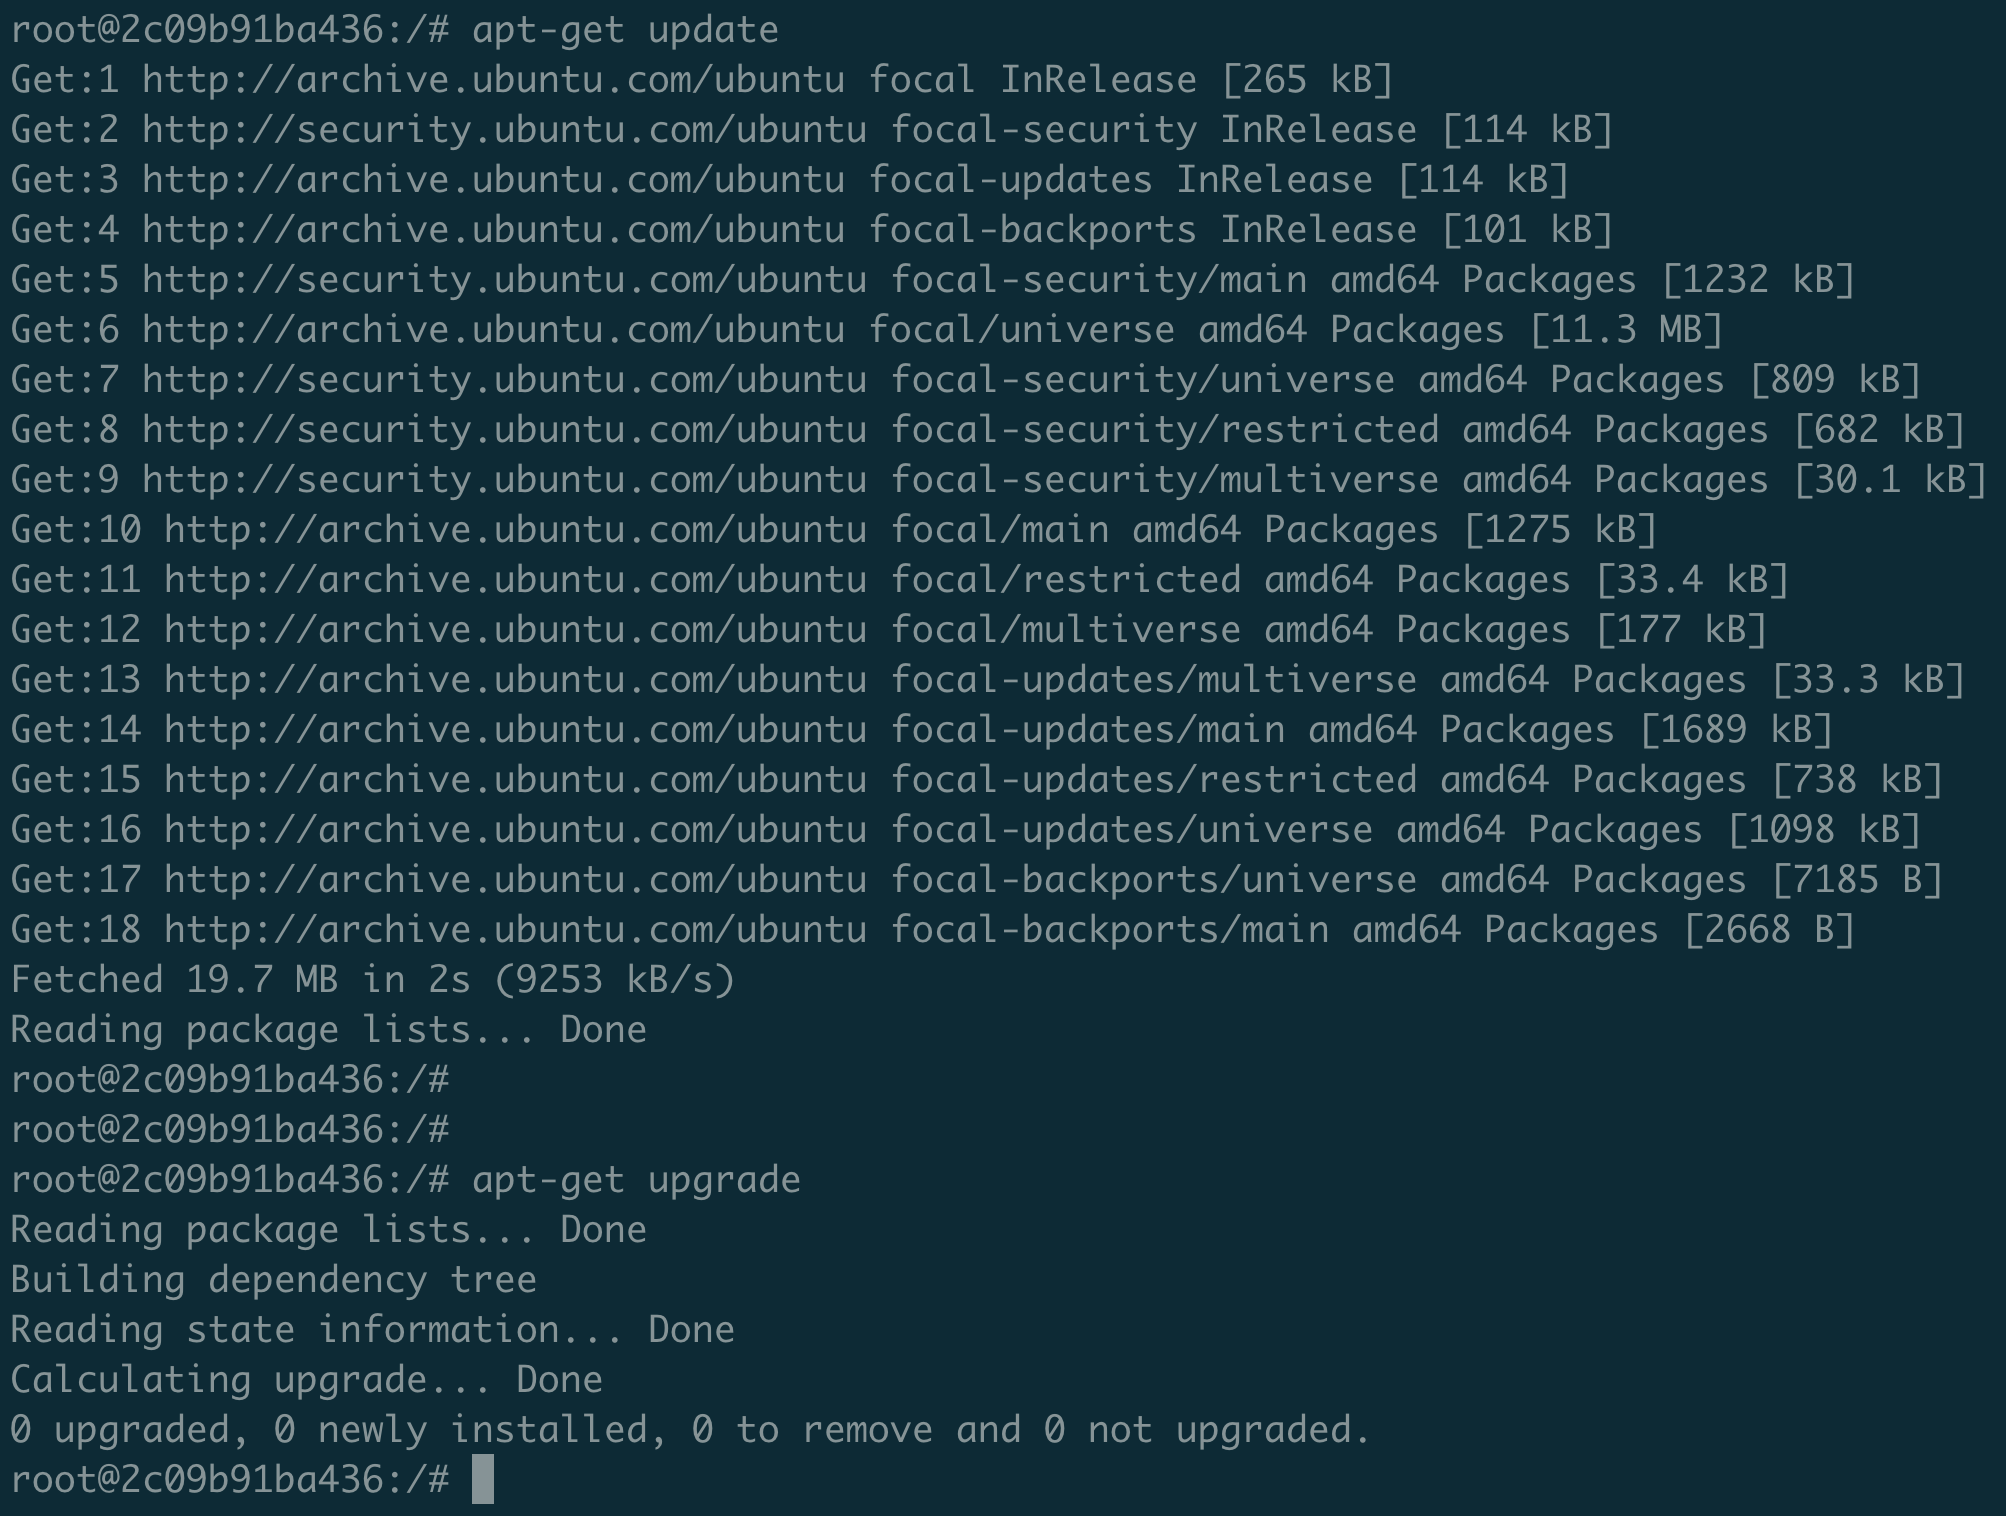 root@2c09b91ba436:/# apt-get update
Get:1 http://archive.ubuntu.com/ubuntu focal InRelease [265 kB]
Get:2 http://security.ubuntu.com/ubuntu focal-security InRelease [114 kB]
Get:3 http://archive.ubuntu.com/ubuntu focal-updates InRelease [114 kB]
Get:4 http://archive.ubuntu.com/ubuntu focal-backports InRelease [101 kB]
Get:5 http://security.ubuntu.com/ubuntu focal-security/main amd64 Packages [1232 kB]
Get:6 http://archive.ubuntu.com/ubuntu focal/universe amd64 Packages [11.3 MB]
Get:7 http://security.ubuntu.com/ubuntu focal-security/universe amd64 Packages [809 kB]
Get:8 http://security.ubuntu.com/ubuntu focal-security/restricted amd64 Packages [682 kB]
Get:9 http://security.ubuntu.com/ubuntu focal-security/multiverse amd64 Packages [30.1 kB]
Get:10 http://archive.ubuntu.com/ubuntu focal/main amd64 Packages [1275 kB]
Get:11 http://archive.ubuntu.com/ubuntu focal/restricted amd64 Packages [33.4 kB]
Get:12 http://archive.ubuntu.com/ubuntu focal/multiverse amd64 Packages [177 kB]
Get:13 http://archive.ubuntu.com/ubuntu focal-updates/multiverse amd64 Packages [33.3 kB]
Get:14 http://archive.ubuntu.com/ubuntu focal-updates/main amd64 Packages [1689 kB]
Get:15 http://archive.ubuntu.com/ubuntu focal-updates/restricted amd64 Packages [738 kB]
Get:16 http://archive.ubuntu.com/ubuntu focal-updates/universe amd64 Packages [1098 kB]
Get:17 http://archive.ubuntu.com/ubuntu focal-backports/universe amd64 Packages [7185 B]
Get:18 http://archive.ubuntu.com/ubuntu focal-backports/main amd64 Packages [2668 B]
Fetched 19.7 MB in 2s (9253 kB/s)
Reading package lists... Done
root@2c09b91ba436:/#
root@2c09b91ba436:/#
root@2c09b91ba436:/# apt-get upgrade
Reading package lists... Done
Building dependency tree
Reading state information... Done
Calculating upgrade... Done
0 upgraded, 0 newly installed, 0 to remove and 0 not upgraded.
root@2c09b91ba436:/#